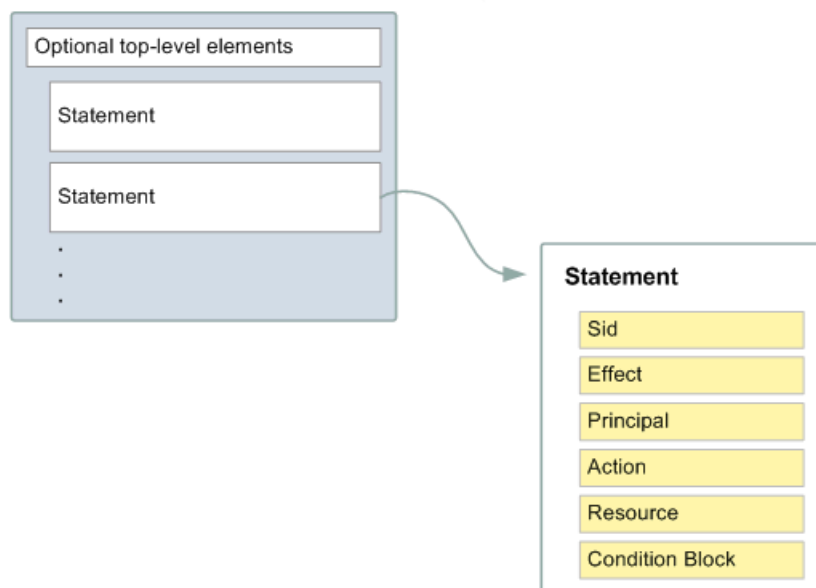 Optional top-level elements
Statement
Statement
.
.
.
Statement
Sid
Effect
Principal
Action
Resource
Condition Block